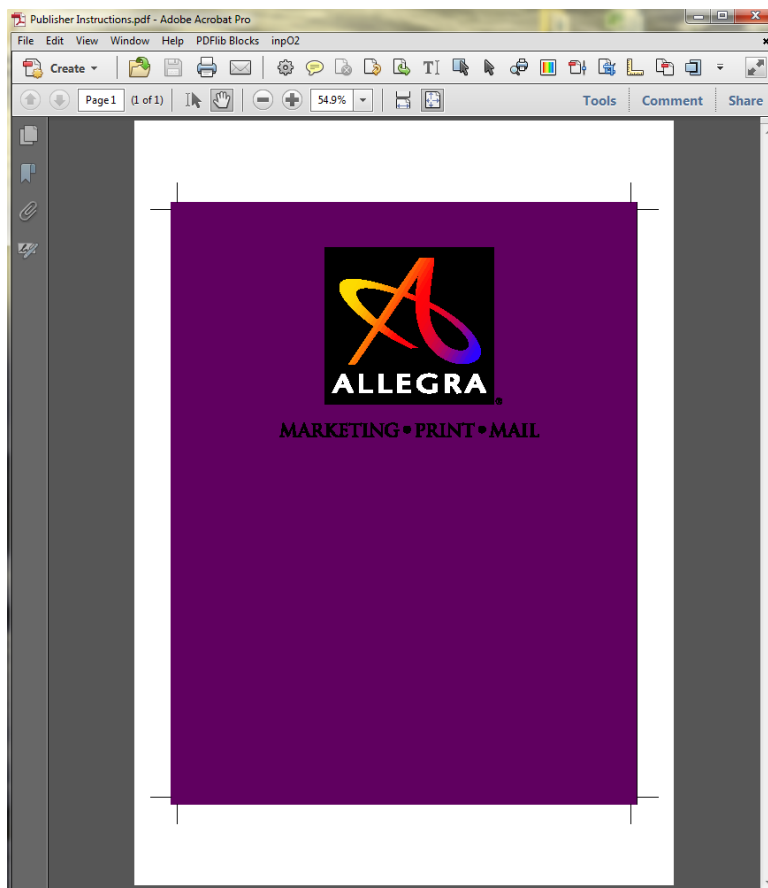 Publisher Instructions.pdf - Adobe Acrobat Pro
File Edit View Window Help PDFlib Blocks inpO2
Create
Page 1 (1 of 1) 54.9% Tools Comment Share
ALLEGRA®
MARKETING • PRINT • MAIL